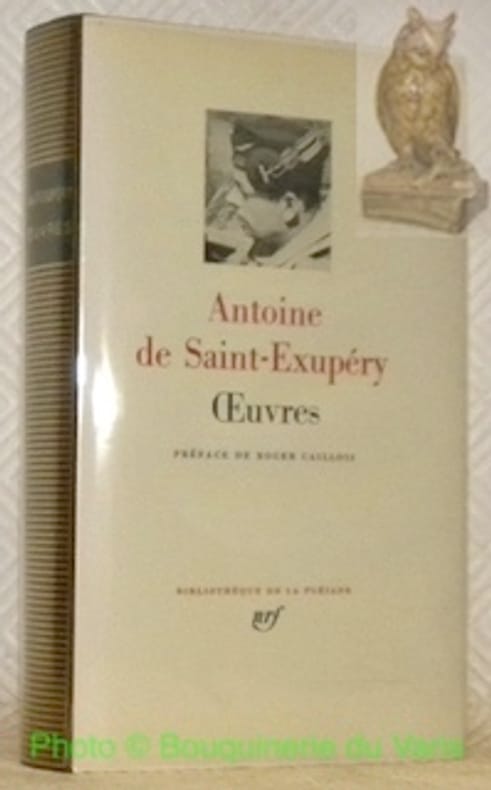 Antoine
de Saint-Exupéry
Œuvres
PRÉFACE DE ROGER CAILLOIS
BIBLIOTHÈQUE DE LA PLÉIADE
nrf
Photo © Bouquinerie du Varis